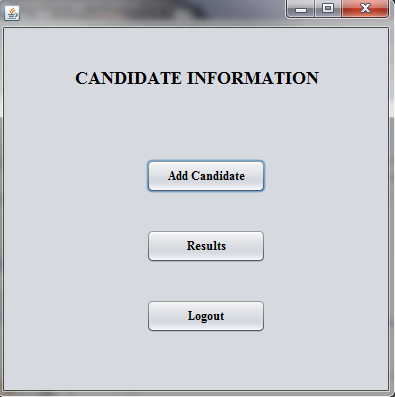 CANDIDATE INFORMATION
Add Candidate
Results
Logout